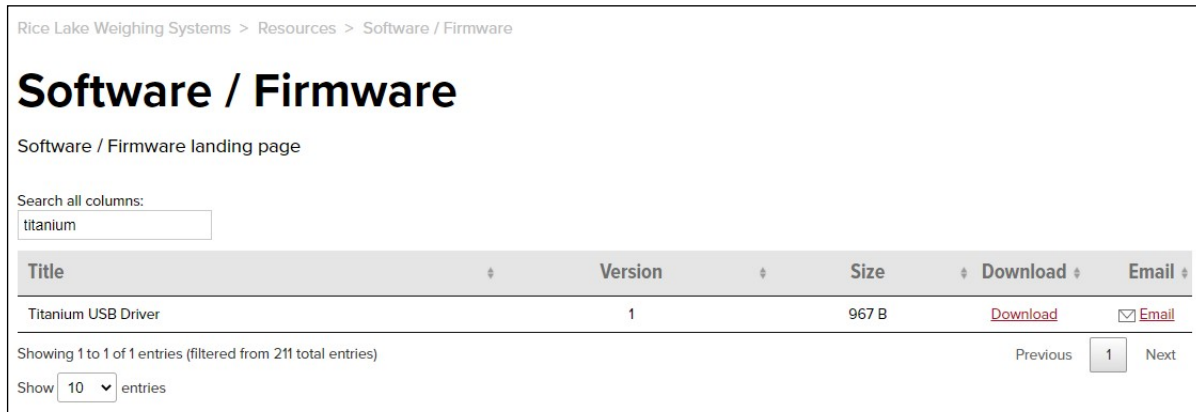 Rice Lake Weighing Systems > Resources > Software / Firmware
Software / Firmware
Software / Firmware landing page
Search all columns:
titanium
Title Version Size Download Email
Titanium USB Driver 1 967 B Download Email
Showing 1 to 1 of 1 entries (filtered from 211 total entries) Previous 1 Next
Show 10 entries